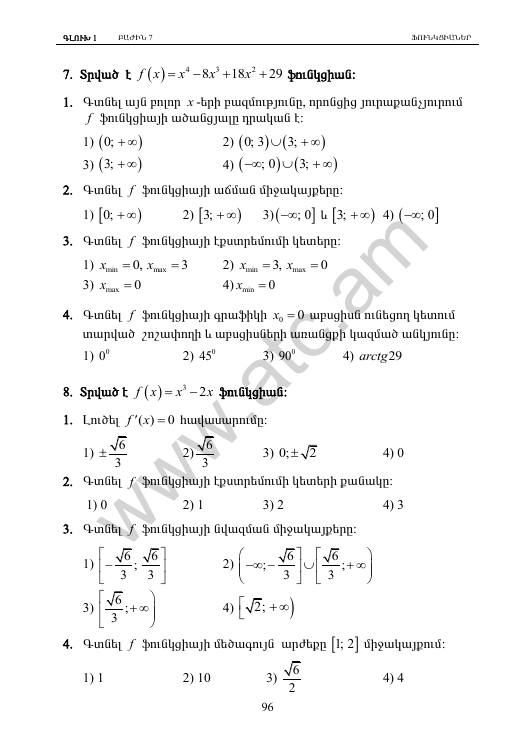 ԳԼՈՒԽ 1 ԲԱԺԻՆ 7 ՖՈՒՆԿՑԻԱՆԵՐ
7. Տրված է f(x) = x⁴ − 8x³ + 18x² + 29 ֆունկցիան:
1. Գտնել այն բոլոր x -երի բազմությունը, որոնցից յուրաքանչյուրում
f ֆունկցիայի ածանցյալը դրական է:
1) (0; +∞) 2) (0; 3)∪(3; +∞)
3) (3; +∞) 4) (−∞; 0)∪(3; +∞)
2. Գտնել f ֆունկցիայի աճման միջակայքերը:
1) [0; +∞) 2) [3; +∞) 3) (−∞; 0] և [3; +∞) 4) (−∞; 0]
3. Գտնել f ֆունկցիայի էքստրեմումի կետերը:
1) x_min = 0, x_max = 3 2) x_min = 3, x_max = 0
3) x_max = 0 4) x_min = 0
4. Գտնել f ֆունկցիայի գրաֆիկի x₀ = 0 աբսցիս ունեցող կետում
տարված շոշափողի և աբսցիսների առանցքի կազմած անկյունը:
1) 0⁰ 2) 45⁰ 3) 90⁰ 4) arctg29
8. Տրված է f(x) = x³ − 2x ֆունկցիան:
1. Լուծել f′(x) = 0 հավասարումը:
1) ±√6/3 2) √6/3 3) 0;±√2 4) 0
2. Գտնել f ֆունկցիայի էքստրեմումի կետերի քանակը:
1) 0 2) 1 3) 2 4) 3
3. Գտնել f ֆունկցիայի նվազման միջակայքերը:
1) [−√6/3; √6/3] 2) (−∞;−√6/3]∪[√6/3;+∞)
3) [√6/3;+∞) 4) [√2; +∞)
4. Գտնել f ֆունկցիայի մեծագույն արժեքը [1; 2] միջակայքում:
1) 1 2) 10 3) √6/2 4) 4
96
www.atc.am